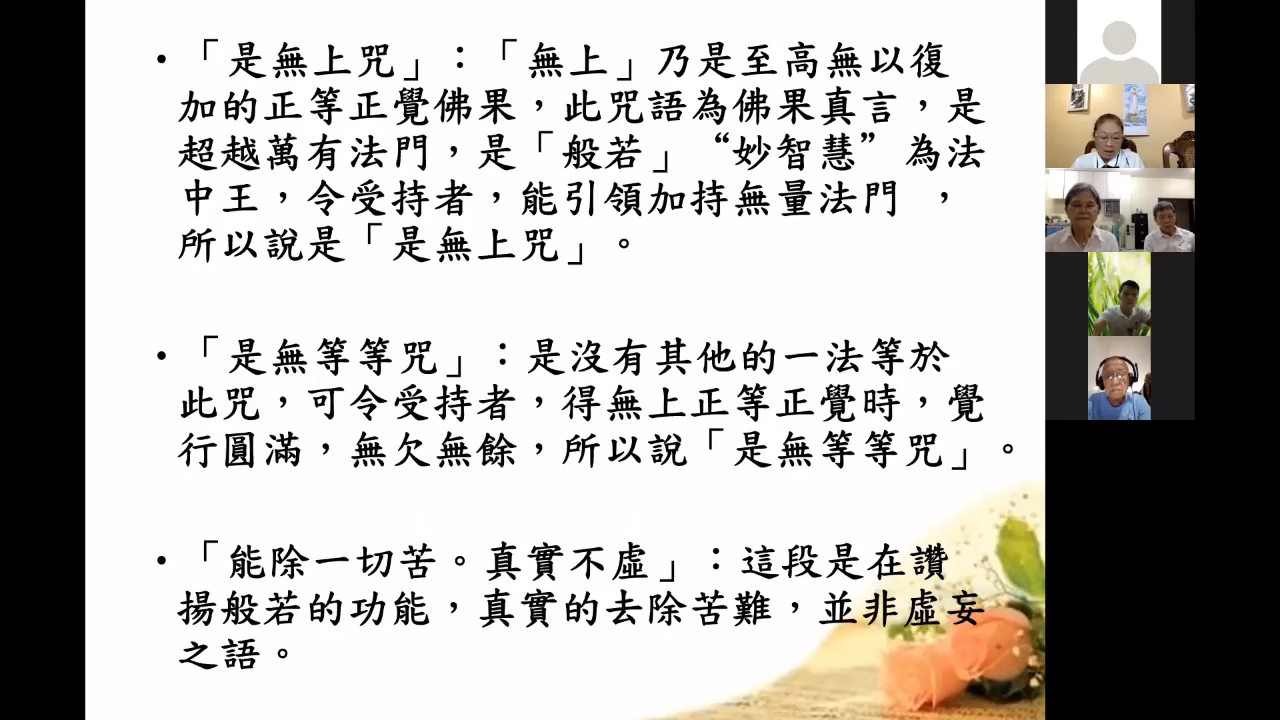 •「是無上咒」：「無上」乃是至高無以復
加的正等正覺佛果，此咒語為佛果真言，是
超越萬有法門，是「般若」“妙智慧”為法
中王，令受持者，能引領加持無量法門 ，
所以說是「是無上咒」。
•「是無等等咒」：是沒有其他的一法等於
此咒，可令受持者，得無上正等正覺時，覺
行圓滿，無欠無餘，所以說「是無等等咒」。
•「能除一切苦。真實不虛」：這段是在讚
揚般若的功能，真實的去除苦難，並非虛妄
之語。